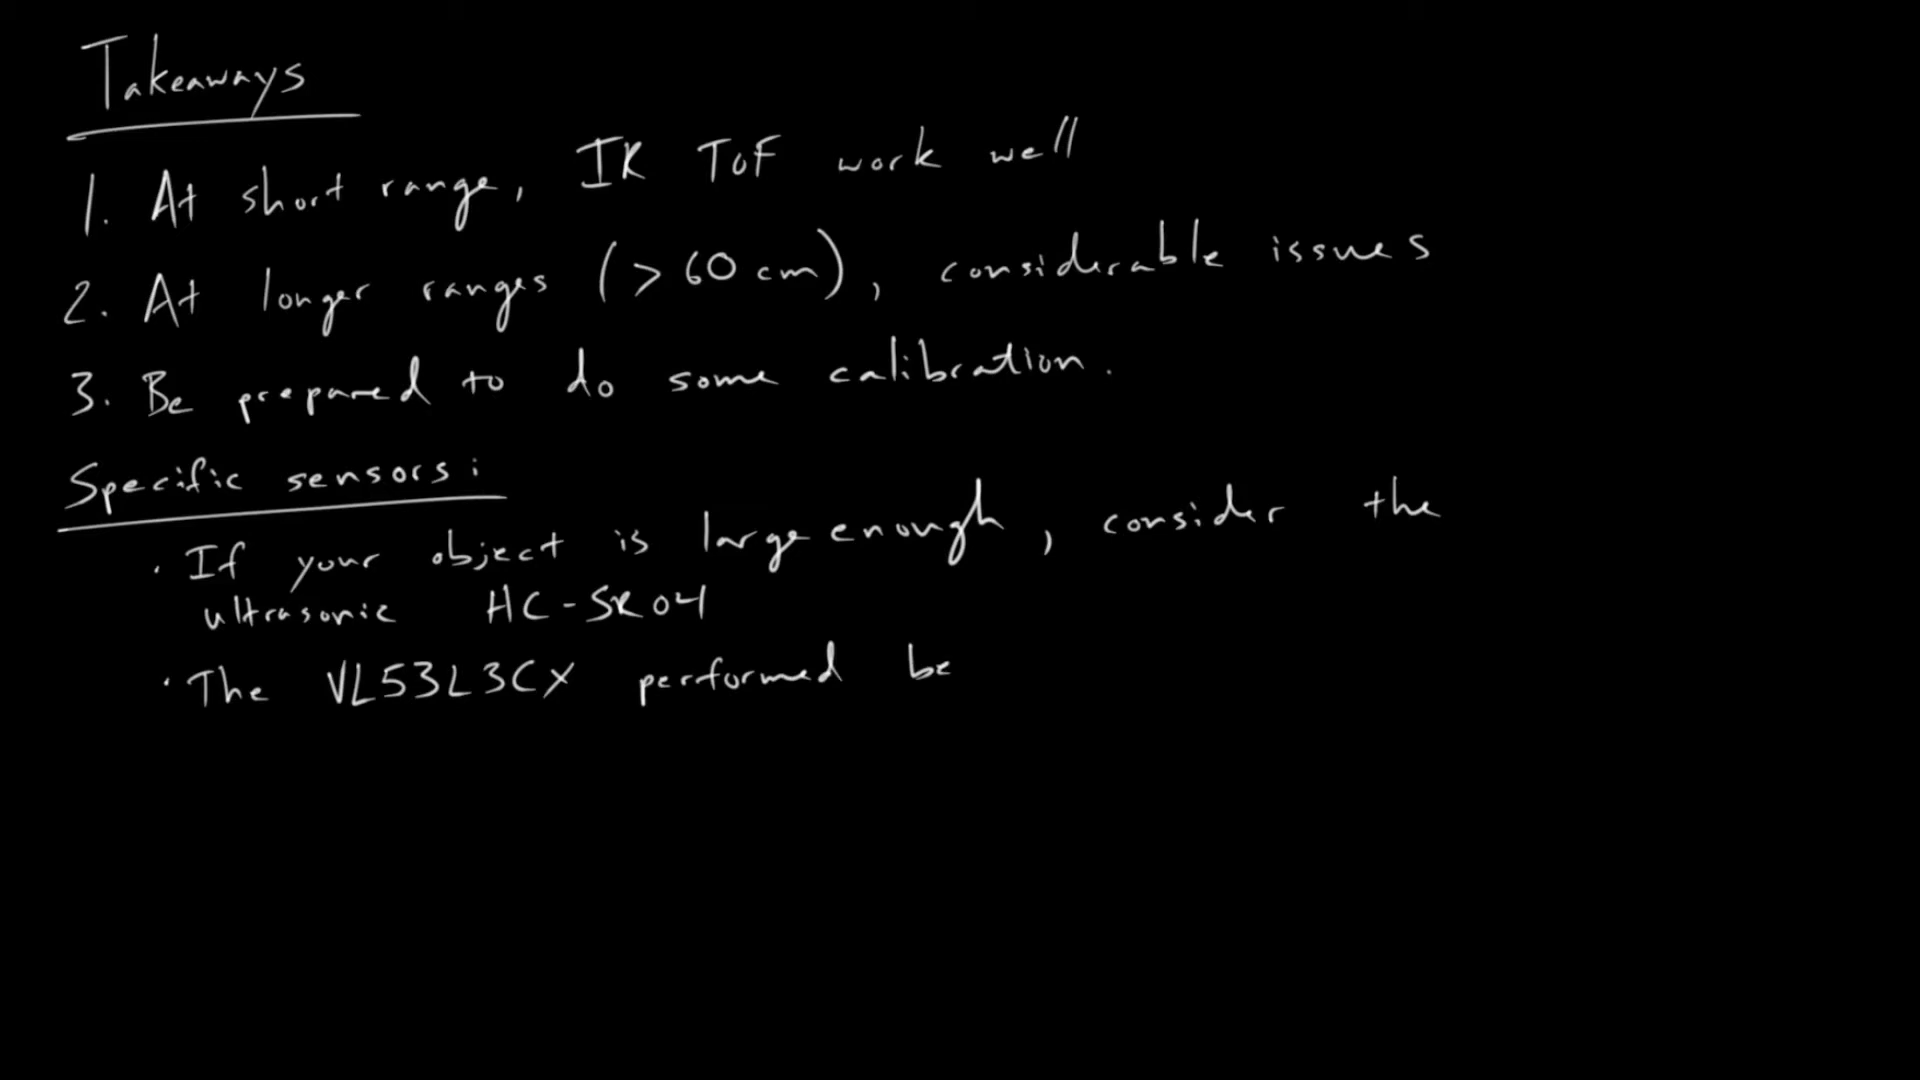 Takeaways
1. At short range, IR ToF work well
2. At longer ranges (> 60 cm), considerable issues
3. Be prepared to do some calibration.
Specific sensors:
· If your object is large enough, consider the
ultrasonic HC-SR04
· The VL53L3CX performed be